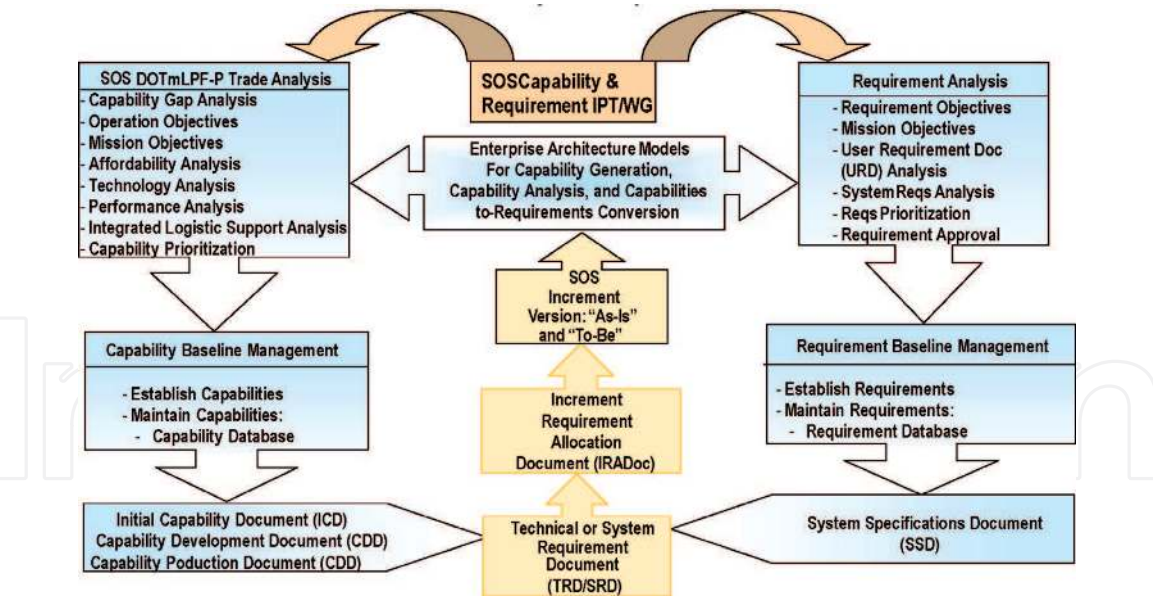 SOS DOTmLPF-P Trade Analysis
- Capability Gap Analysis
- Operation Objectives
- Mission Objectives
- Affordability Analysis
- Technology Analysis
- Performance Analysis
- Integrated Logistic Support Analysis
- Capability Prioritization
SOSCapability &
Requirement IPT/WG
Requirement Analysis
- Requirement Objectives
- Mission Objectives
- User Requirement Doc
(URD) Analysis
- System Reqs Analysis
- Reqs Prioritization
- Requirement Approval
Enterprise Architecture Models
For Capability Generation,
Capability Analysis, and Capabilities
to-Requirements Conversion
SOS
Increment
Version: “As-Is”
and “To-Be”
Capability Baseline Management
- Establish Capabilities
- Maintain Capabilities:
- Capability Database
Requirement Baseline Management
- Establish Requirements
- Maintain Requirements:
- Requirement Database
Increment
Requirement
Allocation
Document (IRADoc)
Initial Capability Document (ICD)
Capability Development Document (CDD)
Capability Poduction Document (CDD)
Technical or System
Requirement
Document
(TRD/SRD)
System Specifications Document
(SSD)